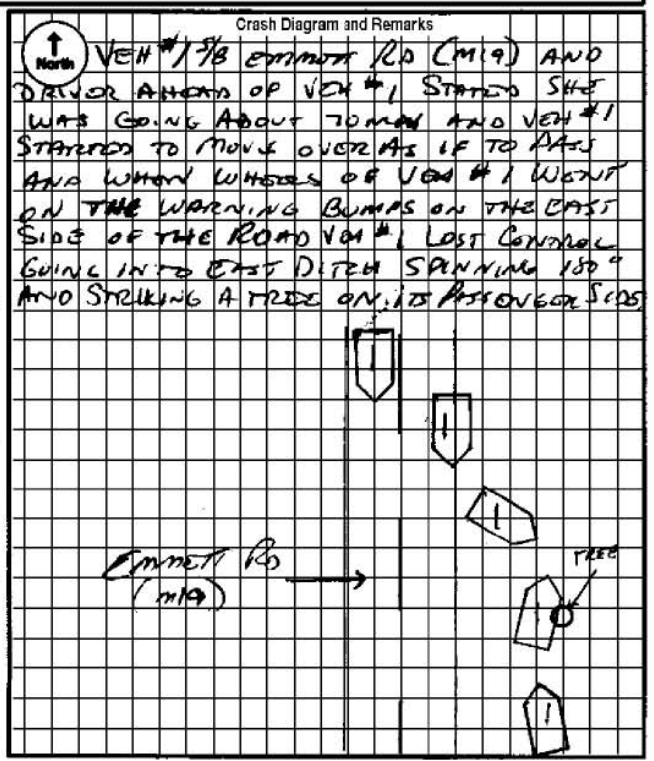 Crash Diagram and Remarks
North
VEH #1 S/B EMMETT RD (M19) AND
DRIVER AHEAD OF VEH #1 STATED SHE
WAS GOING ABOUT 70 MPH AND VEH #1
STARTED TO MOVE OVER AS IF TO PASS
AND WHEN WHEELS OF VEH #1 WENT
ON THE WARNING BUMPS ON THE EAST
SIDE OF THE ROAD VEH #1 LOST CONTROL
GOING INTO EAST DITCH SPINNING 180°
AND STRIKING A TREE ON ITS PASSENGER SIDE
1
1
1
EMMETT RD
(M19)
TREE
1
1